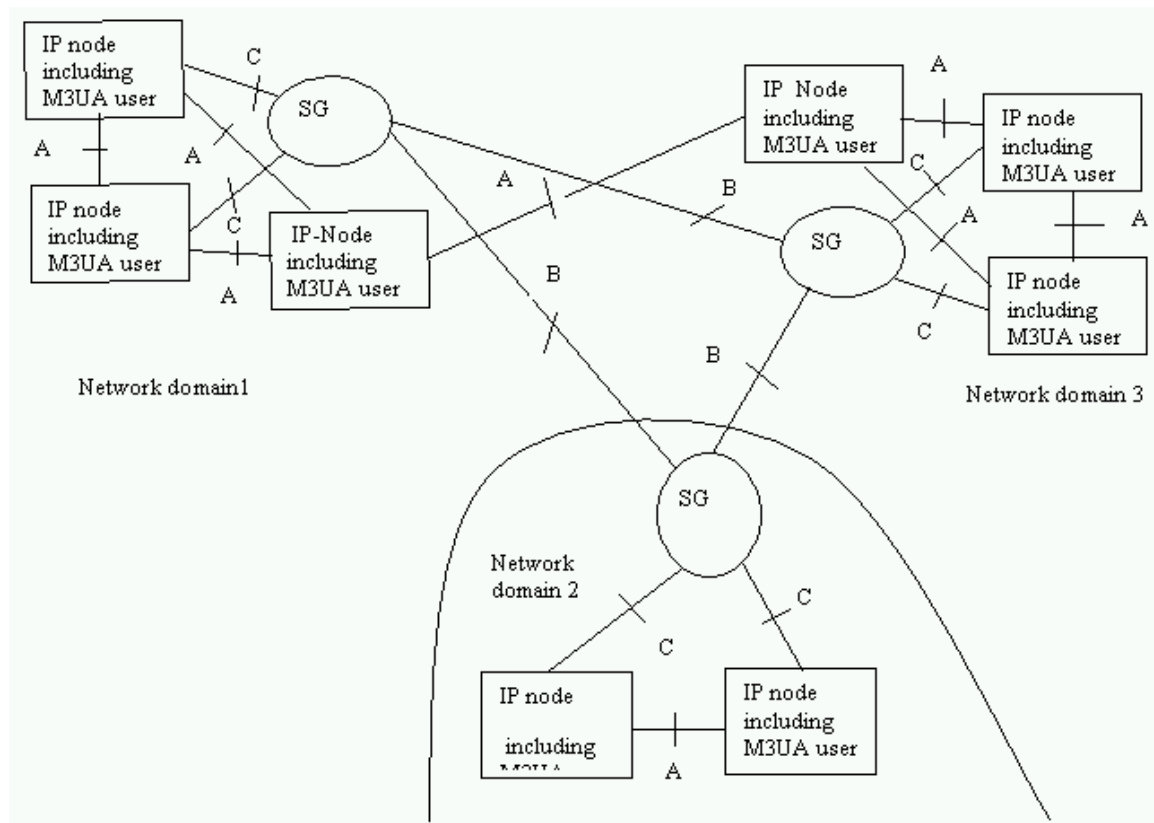 IP node
including
M3UA user
C
SG
A
A
C
IP node
including
M3UA user
A
IP-Node
including
M3UA user
Network domain1
A
B
B
B
IP Node
including
M3UA user
A
IP node
including
M3UA user
C
A
A
SG
C
IP node
including
M3UA user
Network domain 3
SG
Network
domain 2
C
C
IP node
including
M3UA
A
IP node
including
M3UA user